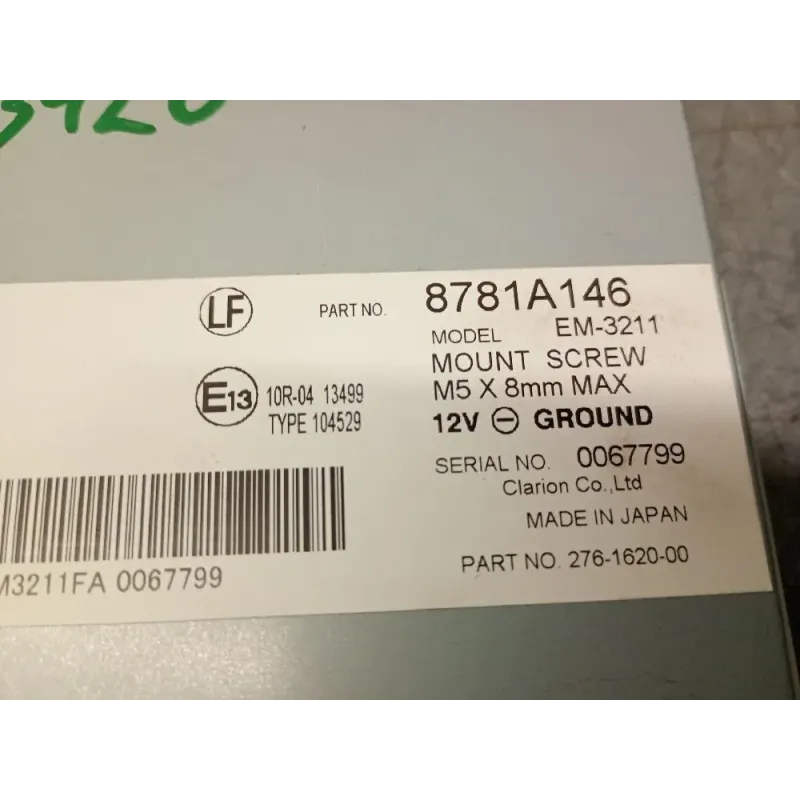 LF
PART NO. 8781A146
MODEL EM-3211
MOUNT SCREW
M5 X 8mm MAX
12V ⊖ GROUND
E13 10R-04 13499
TYPE 104529
SERIAL NO. 0067799
Clarion Co.,Ltd
MADE IN JAPAN
PART NO. 276-1620-00
M3211FA 0067799